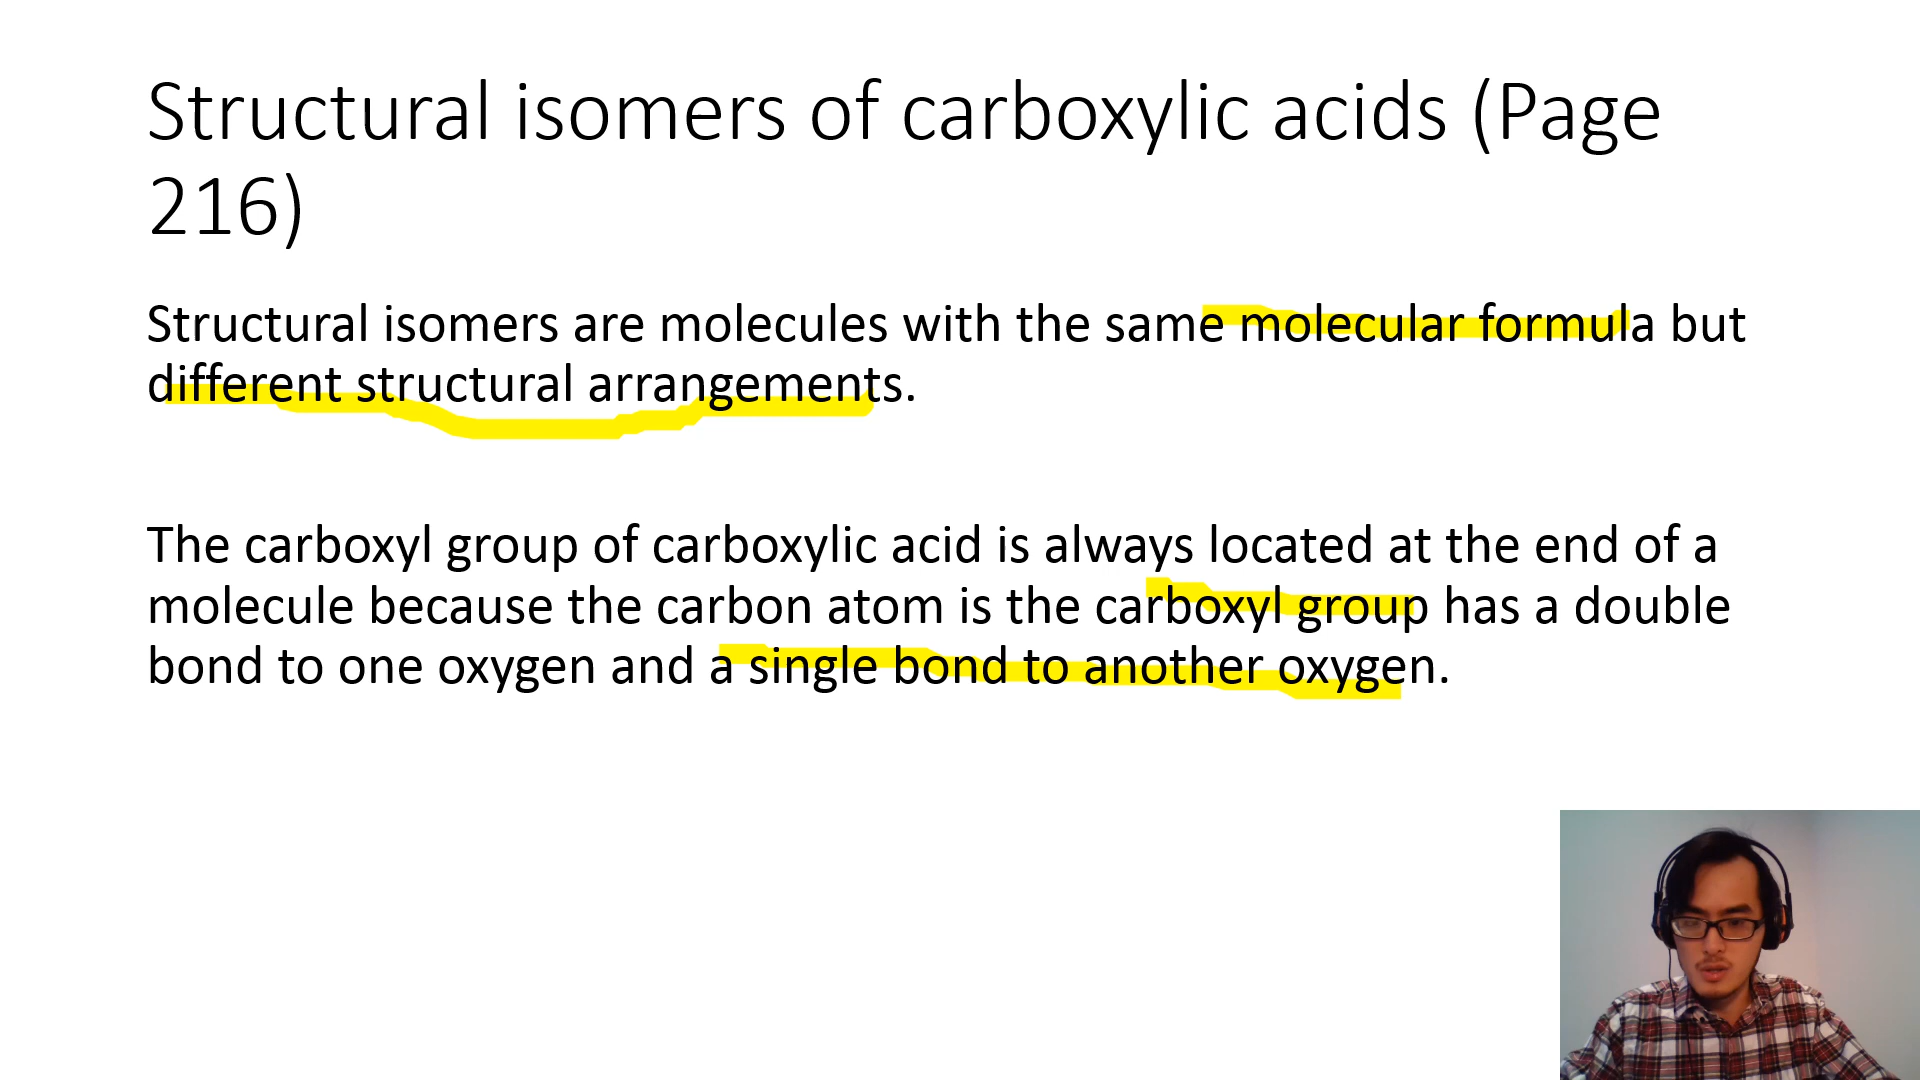 Structural isomers of carboxylic acids (Page
216)
Structural isomers are molecules with the same molecular formula but
different structural arrangements.
The carboxyl group of carboxylic acid is always located at the end of a
molecule because the carbon atom is the carboxyl group has a double
bond to one oxygen and a single bond to another oxygen.